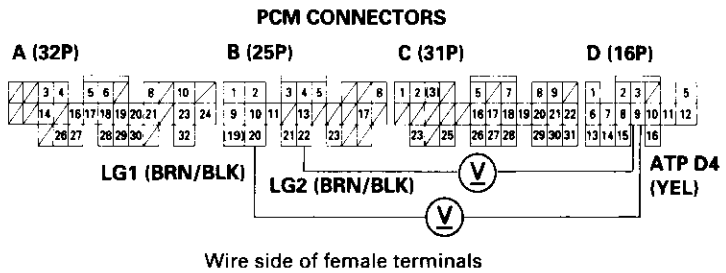 PCM CONNECTORS
A (32P) B (25P) C (31P) D (16P)
3 4 5 6 8 10 1 2 3 4 5 8 1 2 (3) 5 7 8 9 1 2 3 5
14 16 17 18 19 20 21 23 24 9 10 11 13 17 16 17 18 19 20 21 22 6 7 8 9 10 11 12
26 27 28 29 30 32 (19) 20 21 22 23 23 25 26 27 28 29 30 31 13 14 15 16
LG1 (BRN/BLK) LG2 (BRN/BLK) V ATP D4
(YEL)
V
Wire side of female terminals